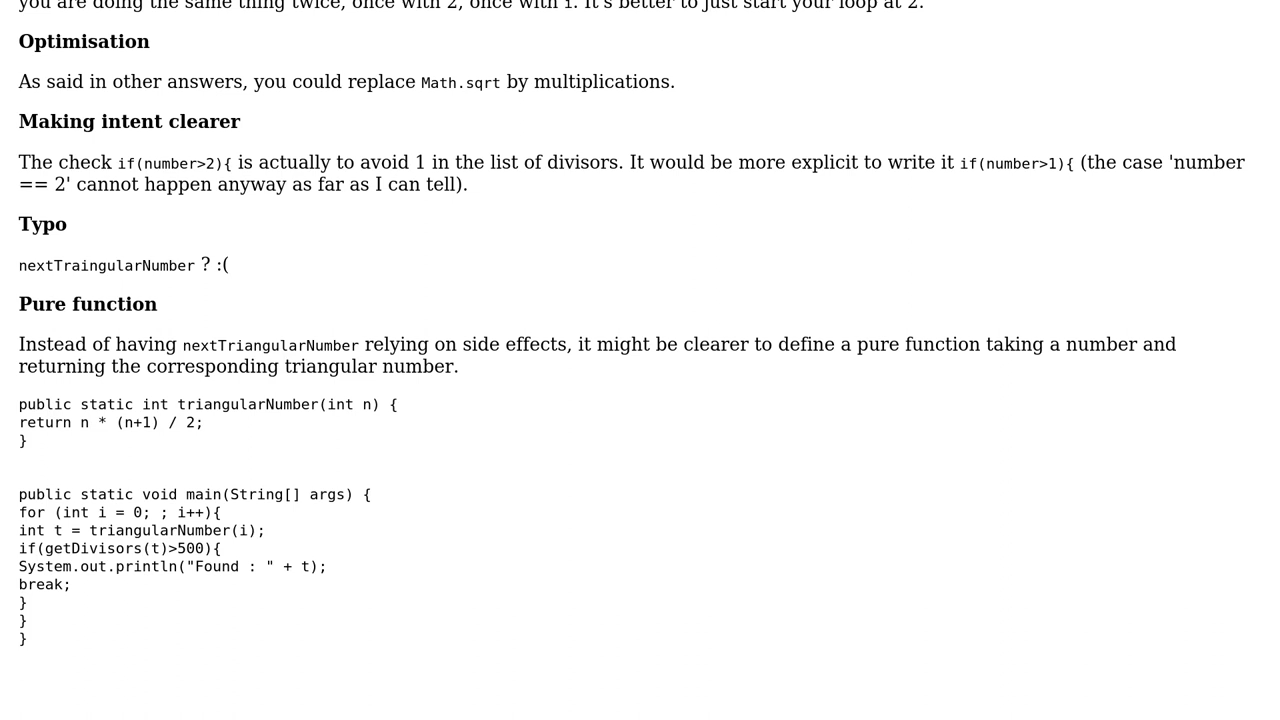 you are doing the same thing twice, once with 2, once with i. It's better to just start your loop at 2.
Optimisation
As said in other answers, you could replace Math.sqrt by multiplications.
Making intent clearer
The check if(number>2){ is actually to avoid 1 in the list of divisors. It would be more explicit to write it if(number>1){ (the case 'number
== 2' cannot happen anyway as far as I can tell).
Typo
nextTraingularNumber ? :(
Pure function
Instead of having nextTriangularNumber relying on side effects, it might be clearer to define a pure function taking a number and
returning the corresponding triangular number.
public static int triangularNumber(int n) {
return n * (n+1) / 2;
}
public static void main(String[] args) {
for (int i = 0; ; i++){
int t = triangularNumber(i);
if(getDivisors(t)>500){
System.out.println("Found : " + t);
break;
}
}
}